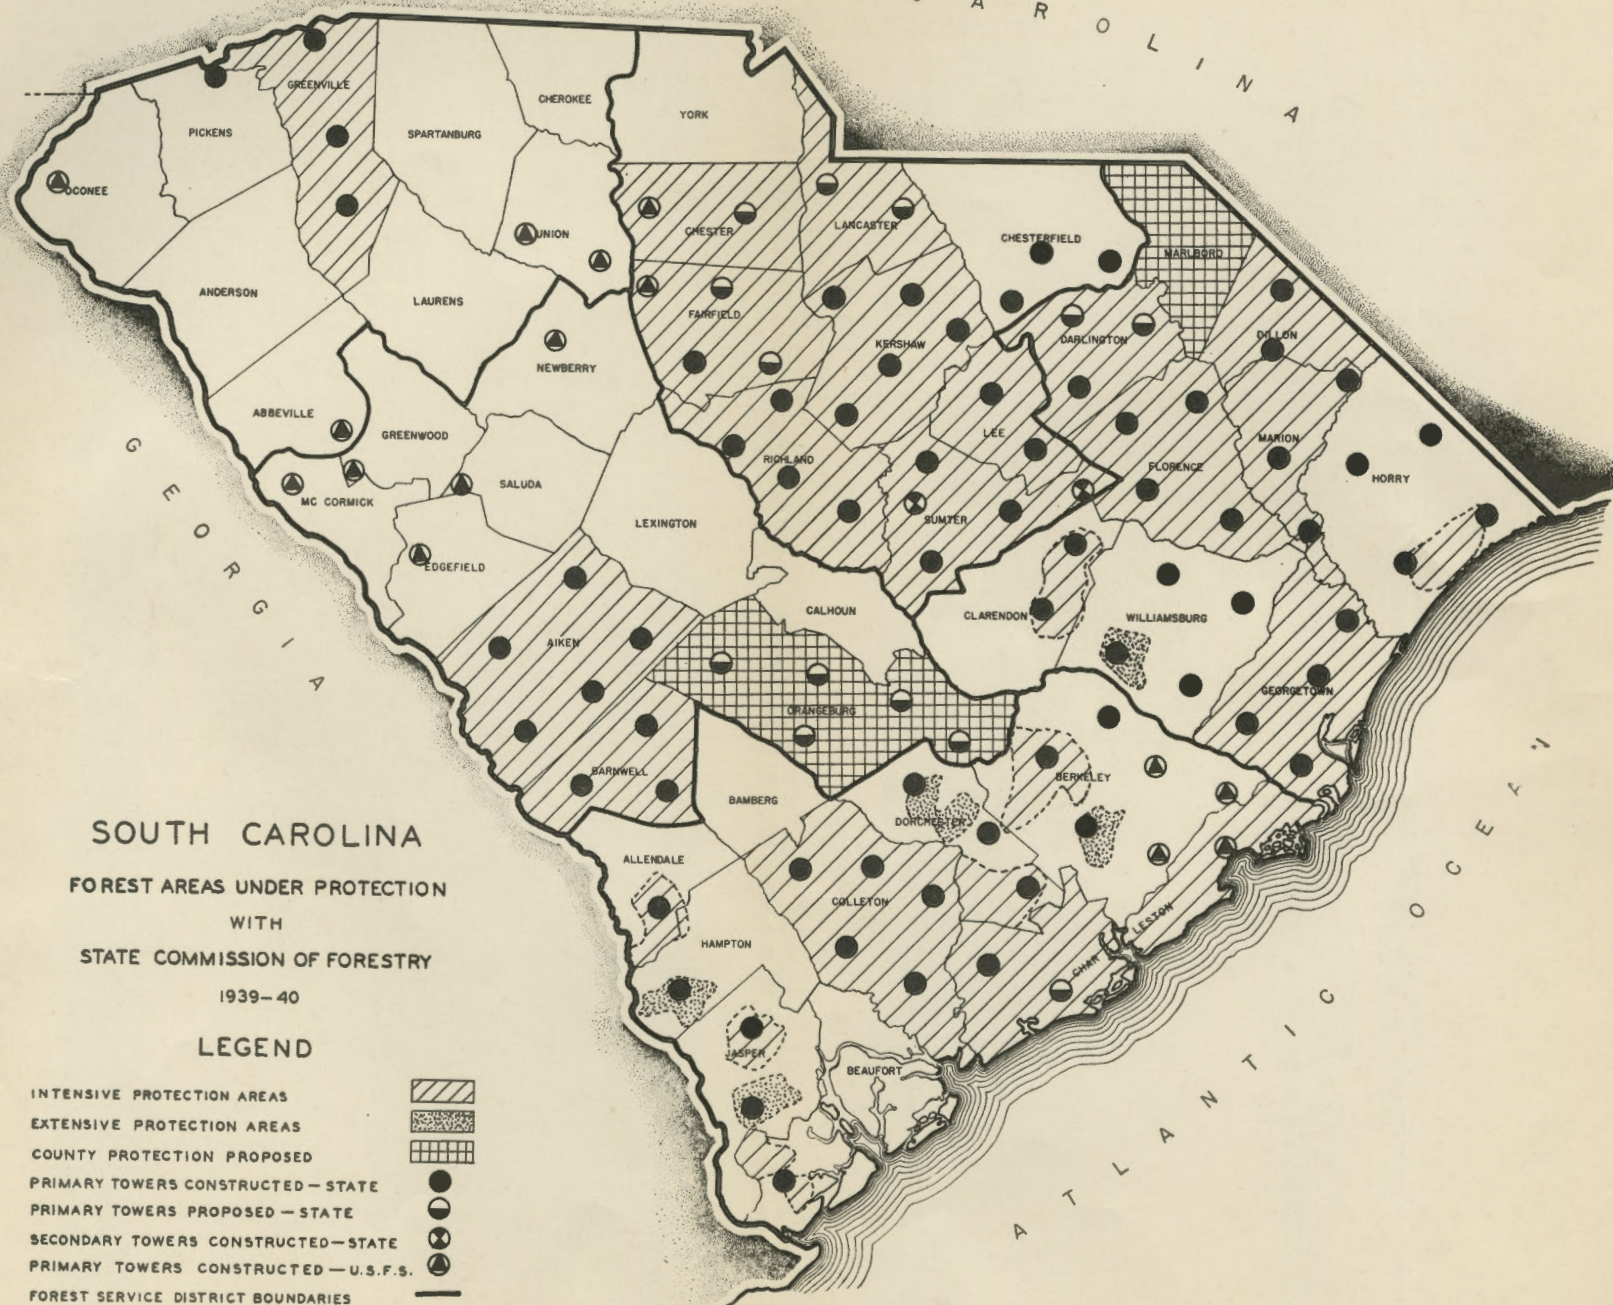 CAROLINA
GREENVILLE
PICKENS
SPARTANBURG
CHEROKEE
YORK
OCONEE
UNION
CHESTER
LANCASTER
CHESTERFIELD
MARLBORO
ANDERSON
LAURENS
FAIRFIELD
KERSHAW
DARLINGTON
DILLON
NEWBERRY
ABBEVILLE
GREENWOOD
LEE
MARION
RICHLAND
FLORENCE
HORRY
MC CORMICK
SALUDA
LEXINGTON
SUMTER
EDGEFIELD
GEORGIA
CALHOUN
CLARENDON
WILLIAMSBURG
AIKEN
GEORGETOWN
ORANGEBURG
BARNWELL
BERKELEY
BAMBERG
DORCHESTER
ALLENDALE
COLLETON
HAMPTON
CHARLESTON
JASPER
BEAUFORT
ATLANTIC OCEAN
SOUTH CAROLINA
FOREST AREAS UNDER PROTECTION
WITH
STATE COMMISSION OF FORESTRY
1939-40
LEGEND
INTENSIVE PROTECTION AREAS
EXTENSIVE PROTECTION AREAS
COUNTY PROTECTION PROPOSED
PRIMARY TOWERS CONSTRUCTED—STATE
PRIMARY TOWERS PROPOSED—STATE
SECONDARY TOWERS CONSTRUCTED—STATE
PRIMARY TOWERS CONSTRUCTED—U.S.F.S.
FOREST SERVICE DISTRICT BOUNDARIES